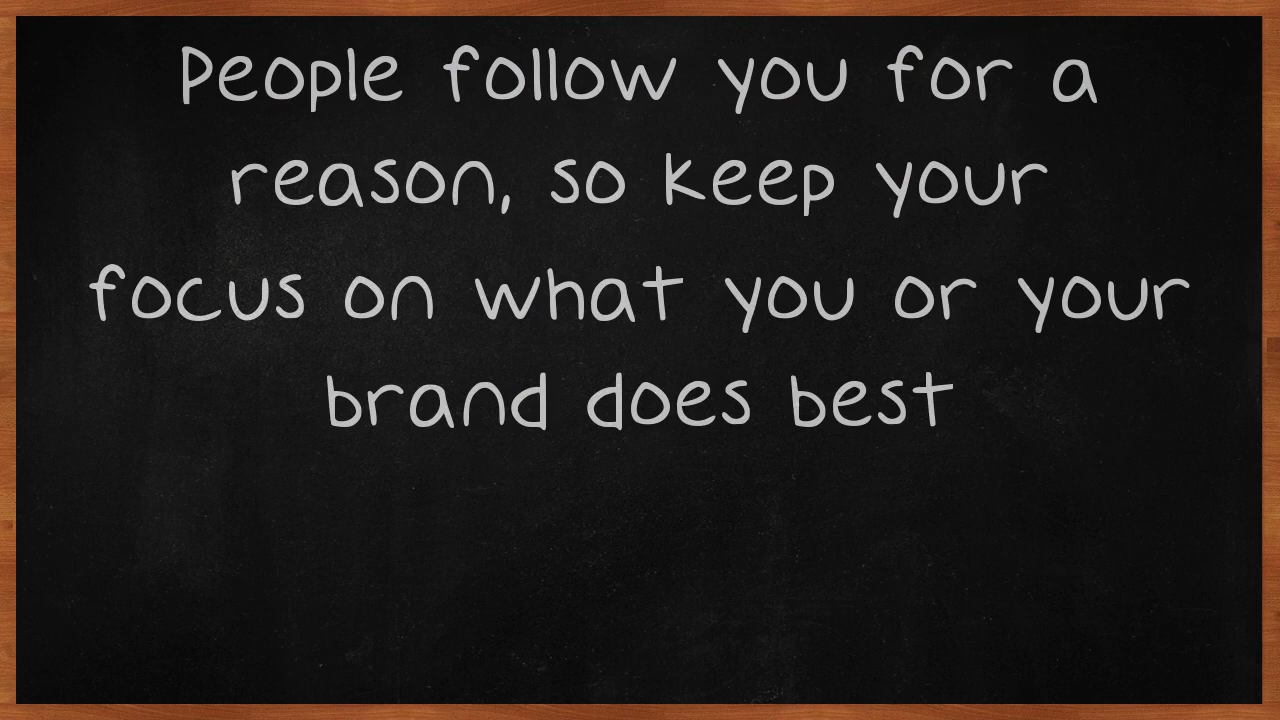 People follow you for a
reason, so keep your
focus on what you or your
brand does best